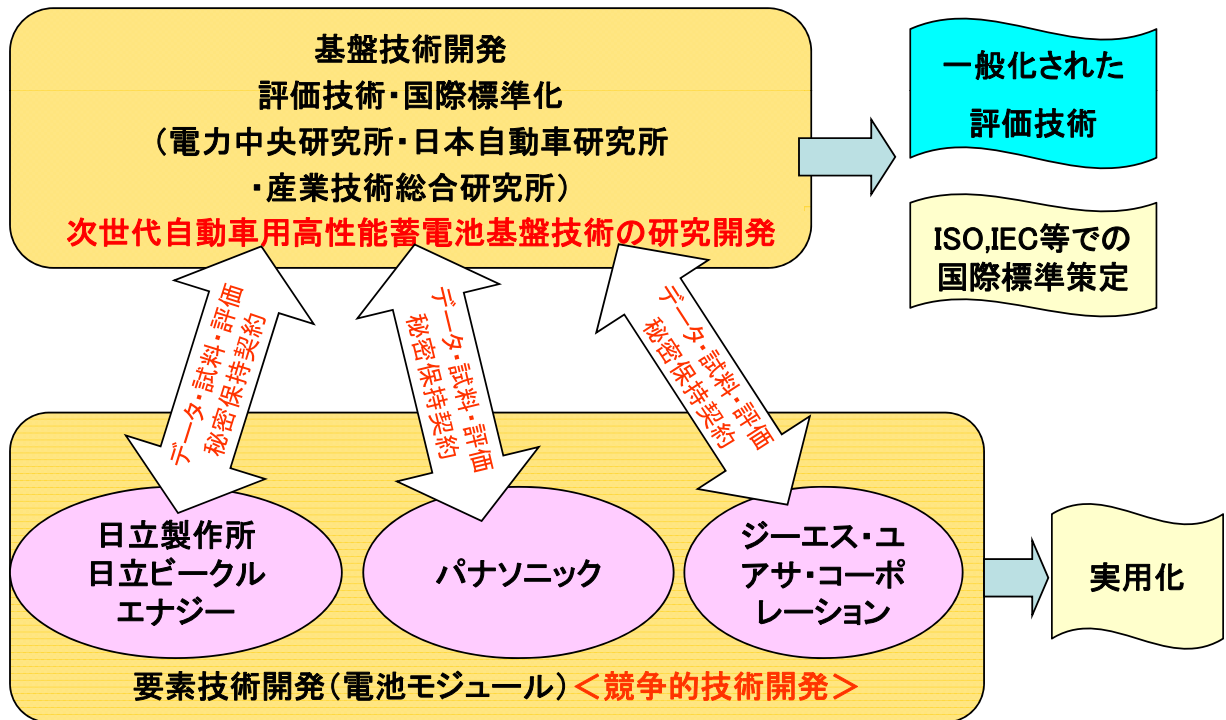 基盤技術開発
評価技術・国際標準化
（電力中央研究所・日本自動車研究所
・産業技術総合研究所）
次世代自動車用高性能蓄電池基盤技術の研究開発
一般化された
評価技術
ISO,IEC等での
国際標準策定
データ・試料・評価
秘密保持契約
データ・試料・評価
秘密保持契約
データ・試料・評価
秘密保持契約
日立製作所
日立ビークル
エナジー
パナソニック
ジーエス・ユ
アサ・コーポ
レーション
実用化
要素技術開発（電池モジュール）＜競争的技術開発＞